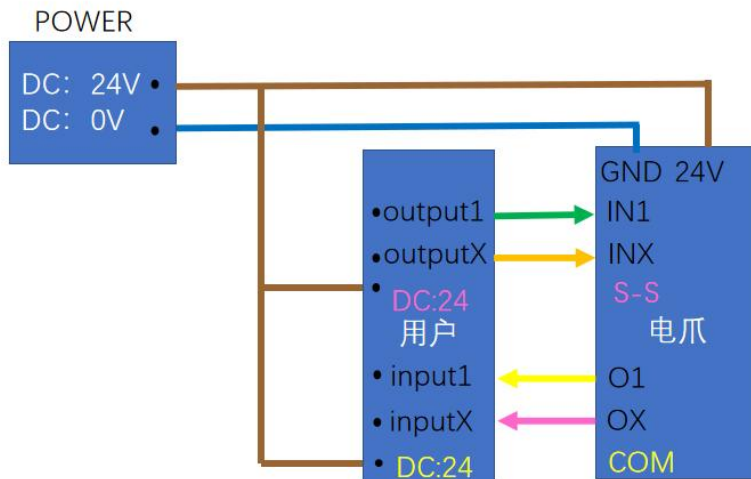 POWER
DC: 24V
DC: 0V
GND 24V
output1
IN1
outputX
INX
DC:24
S-S
用户
电爪
input1
O1
inputX
OX
DC:24
COM